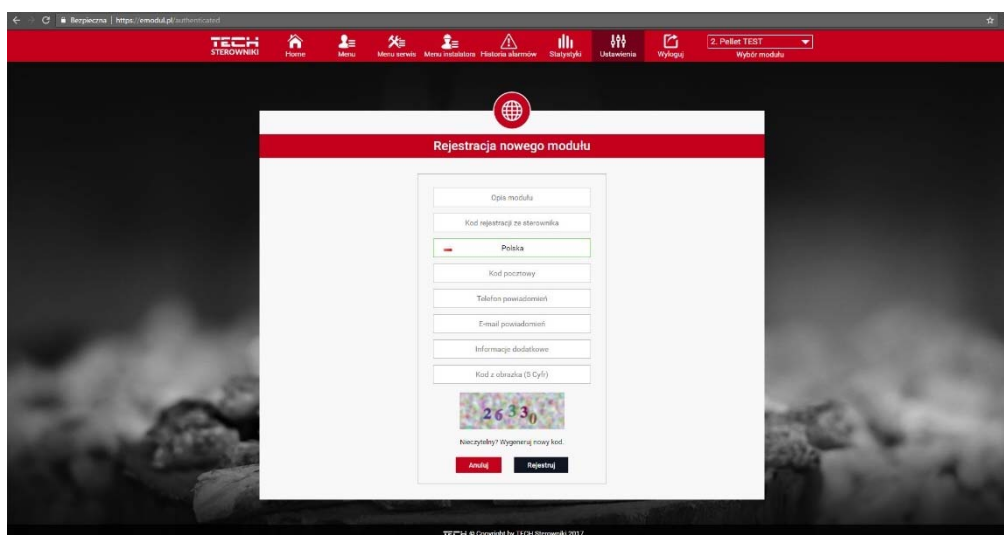 Bezpieczna | https://emodul.pl/authenticated
TECH
STEROWNIKI
Home
Menu
Menu serwis
Menu instalatora
Historia alarmów
Statystyki
Ustawienia
Wyloguj
2. Pellet TEST
Wybór modułu
Rejestracja nowego modułu
Opis modułu
Kod rejestracji ze sterownika
Polska
Kod pocztowy
Telefon powiadomień
E-mail powiadomień
Informacje dodatkowe
Kod z obrazka (5 Cyfr)
26330
Nieczytelny? Wygeneruj nowy kod.
Anuluj
Rejestruj
TECH © Copyright by TECH Sterowniki 2017